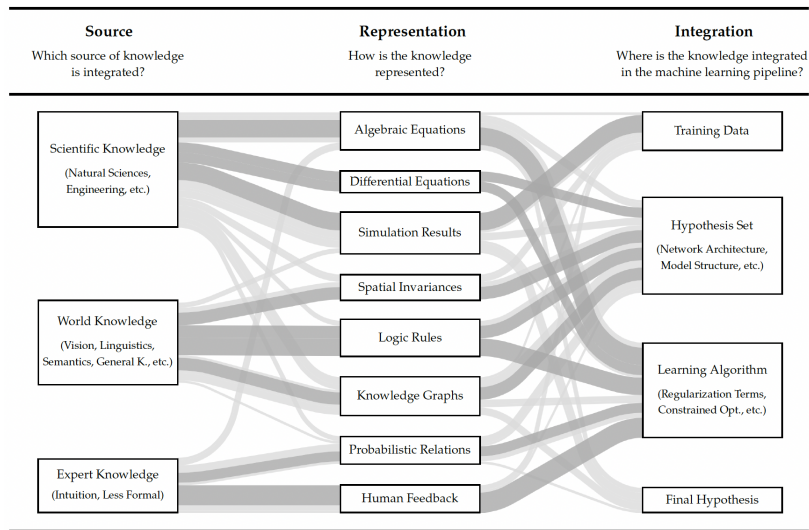 Source
Which source of knowledge
is integrated?
Representation
How is the knowledge
represented?
Integration
Where is the knowledge integrated
in the machine learning pipeline?
Scientific Knowledge
(Natural Sciences,
Engineering, etc.)
World Knowledge
(Vision, Linguistics,
Semantics, General K., etc.)
Expert Knowledge
(Intuition, Less Formal)
Algebraic Equations
Differential Equations
Simulation Results
Spatial Invariances
Logic Rules
Knowledge Graphs
Probabilistic Relations
Human Feedback
Training Data
Hypothesis Set
(Network Architecture,
Model Structure, etc.)
Learning Algorithm
(Regularization Terms,
Constrained Opt., etc.)
Final Hypothesis